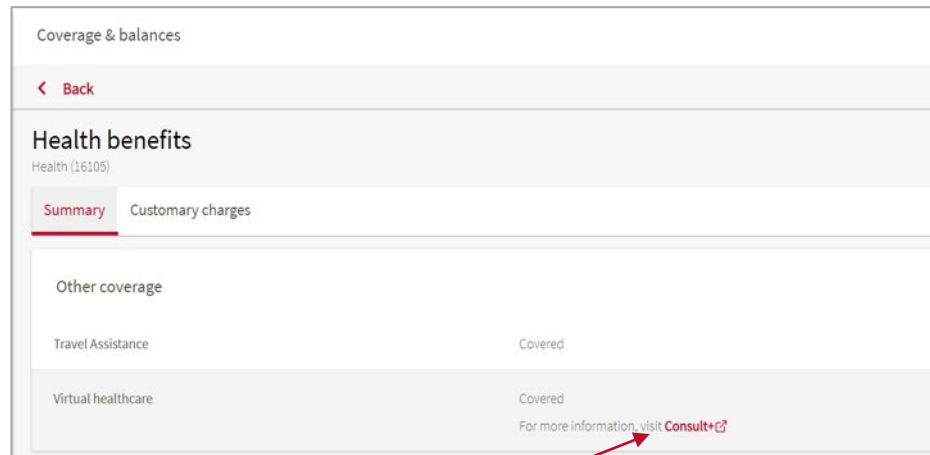 Coverage & balances
Back
Health benefits
Health (16105)
Summary Customary charges
Other coverage
Travel Assistance Covered
Virtual healthcare Covered
For more information, visit Consult+